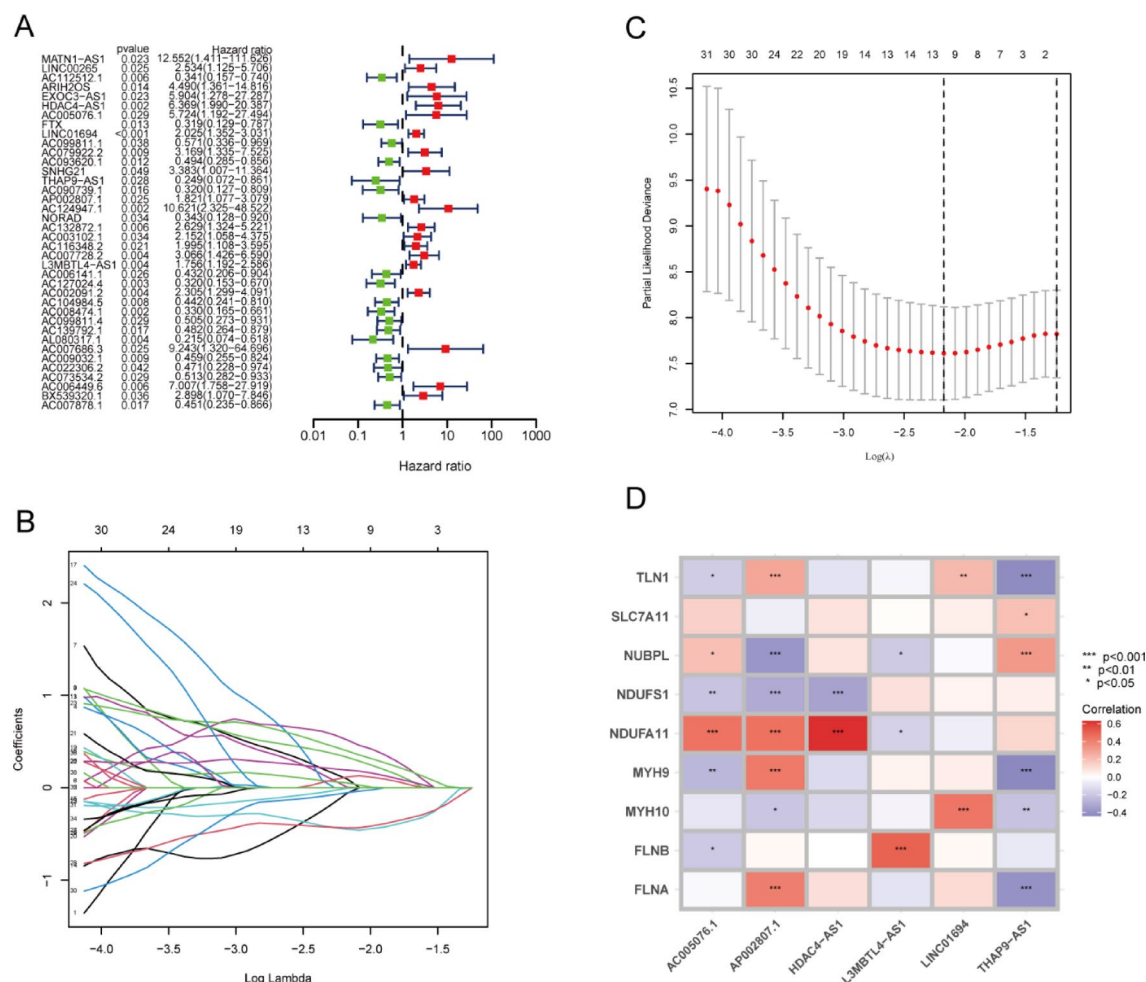 A
pvalue Hazard ratio
MATN1−AS1 0.023 12.552(1.411−111.626)
LINC00265 0.025 2.534(1.125−5.706)
AC112512.1 0.006 0.341(0.157−0.740)
ARIH2OS 0.014 4.490(1.361−14.816)
EXOC3−AS1 0.023 5.904(1.278−27.287)
HDAC4−AS1 0.002 6.369(1.990−20.387)
AC005076.1 0.029 5.724(1.192−27.494)
FTX 0.013 0.319(0.129−0.787)
LINC01694 <0.001 2.025(1.352−3.031)
AC099811.1 0.038 0.571(0.336−0.969)
AC079922.2 0.009 3.169(1.335−7.525)
AC093620.1 0.012 0.494(0.285−0.856)
SNHG21 0.049 3.383(1.007−11.364)
THAP9−AS1 0.028 0.249(0.072−0.861)
AC090739.1 0.016 0.320(0.127−0.809)
AP002807.1 0.025 1.821(1.077−3.079)
AC124947.1 0.002 10.621(2.325−48.522)
NORAD 0.034 0.343(0.128−0.920)
AC132872.1 0.006 2.629(1.324−5.221)
AC003102.1 0.034 2.152(1.058−4.375)
AC116348.2 0.021 1.995(1.108−3.595)
AC007728.2 0.004 3.066(1.426−6.590)
L3MBTL4−AS1 0.004 1.756(1.192−2.586)
AC006141.1 0.026 0.432(0.206−0.904)
AC127024.4 0.003 0.320(0.153−0.670)
AC002091.2 0.004 2.305(1.299−4.091)
AC104984.5 0.008 0.442(0.241−0.810)
AC008474.1 0.002 0.330(0.165−0.661)
AC099811.4 0.029 0.505(0.273−0.931)
AC139792.1 0.017 0.482(0.264−0.879)
AL080317.1 0.004 0.215(0.074−0.618)
AC007686.3 0.025 9.243(1.320−64.696)
AC009032.1 0.009 0.459(0.255−0.824)
AC022306.2 0.042 0.471(0.228−0.974)
AC073534.2 0.029 0.513(0.282−0.933)
AC006449.6 0.006 7.007(1.758−27.919)
BX539320.1 0.036 2.898(1.070−7.846)
AC007878.1 0.017 0.451(0.235−0.866)
0.01 0.1 1 10 100 1000
Hazard ratio
B
30 24 19 13 9 3
Coefficients
2
1
0
−1
17
24
7
21
34
30
1
−4.0 −3.5 −3.0 −2.5 −2.0 −1.5
Log Lambda
C
31 30 30 24 22 20 19 14 13 14 13 9 8 7 3 2
Partial Likelihood Deviance
10.5
10.0
9.5
9.0
8.5
8.0
7.5
7.0
−4.0 −3.5 −3.0 −2.5 −2.0 −1.5
Log(λ)
D
TLN1 * *** ** ***
SLC7A11 *
NUBPL * *** * ***
NDUFS1 ** *** ***
NDUFA11 *** *** *** *
MYH9 ** *** ***
MYH10 * *** **
FLNB * ***
FLNA *** ***
AC005076.1 AP002807.1 HDAC4−AS1 L3MBTL4−AS1 LINC01694 THAP9−AS1
*** p<0.001
** p<0.01
* p<0.05
Correlation
0.6
0.4
0.2
0.0
−0.2
−0.4